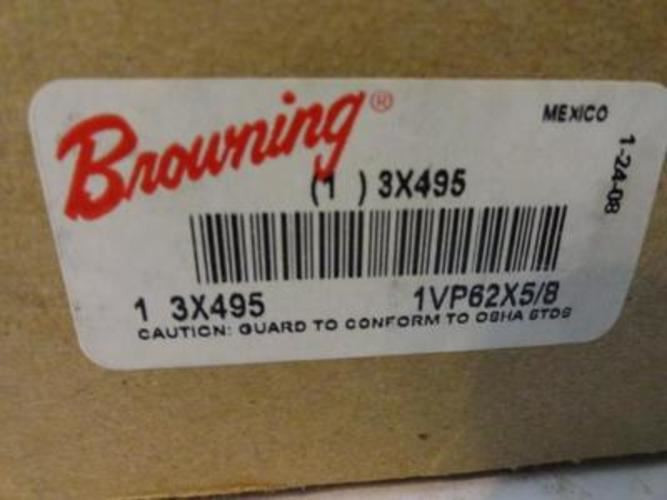 Browning®
MEXICO
1-24-08
(1 ) 3X495
1 3X495 1VP62X5/8
CAUTION: GUARD TO CONFORM TO OSHA STDS